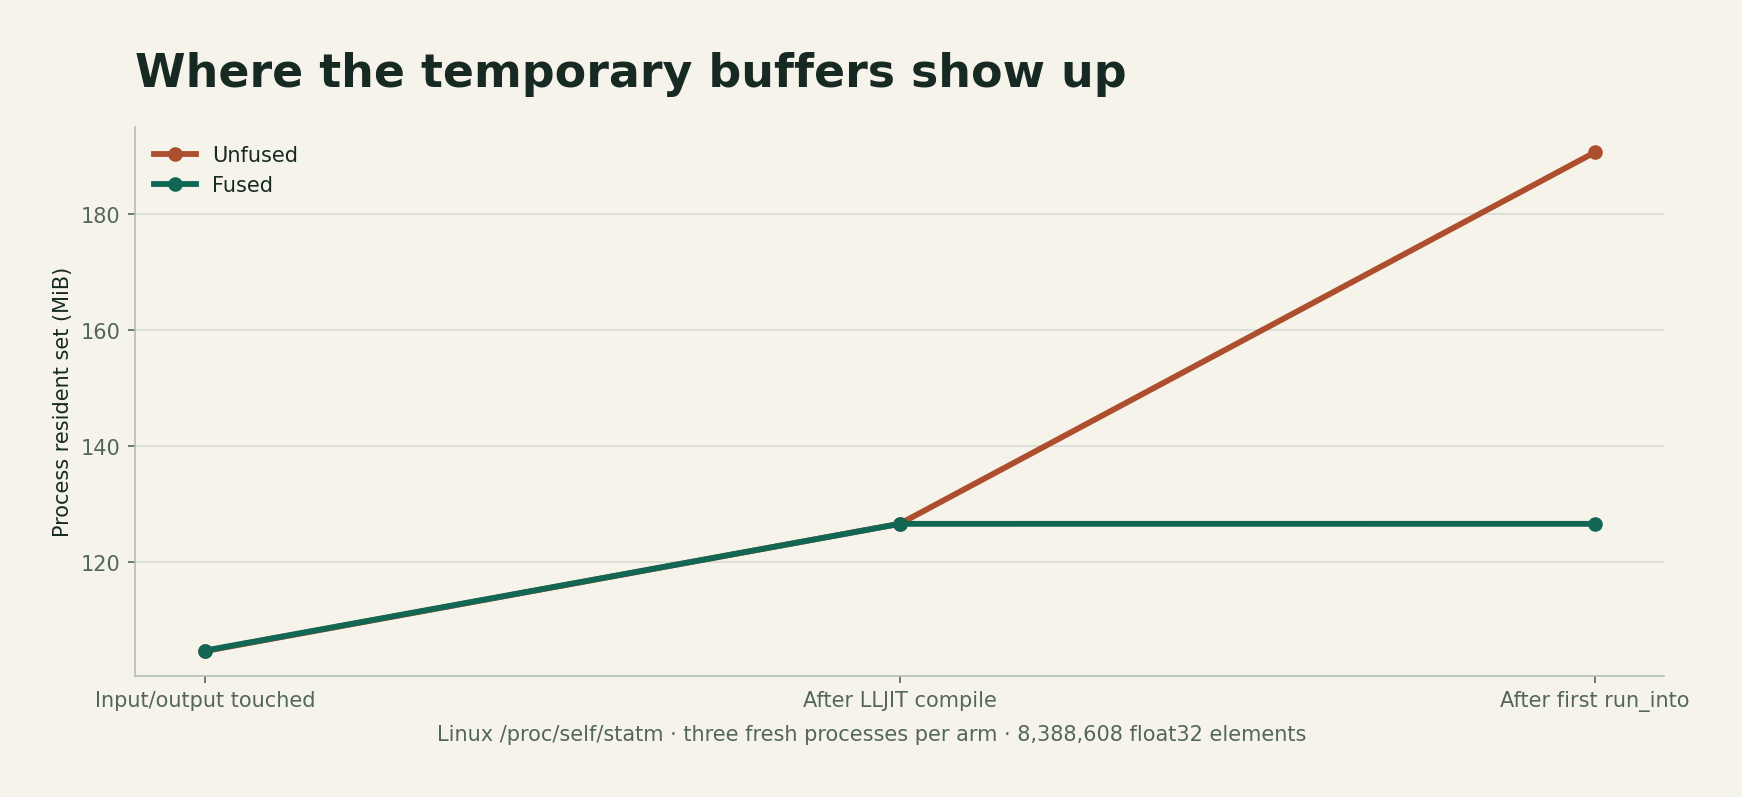 Where the temporary buffers show up
Unfused
Fused
Process resident set (MiB)
180
160
140
120
Input/output touched
After LLJIT compile
After first run_into
Linux /proc/self/statm · three fresh processes per arm · 8,388,608 float32 elements